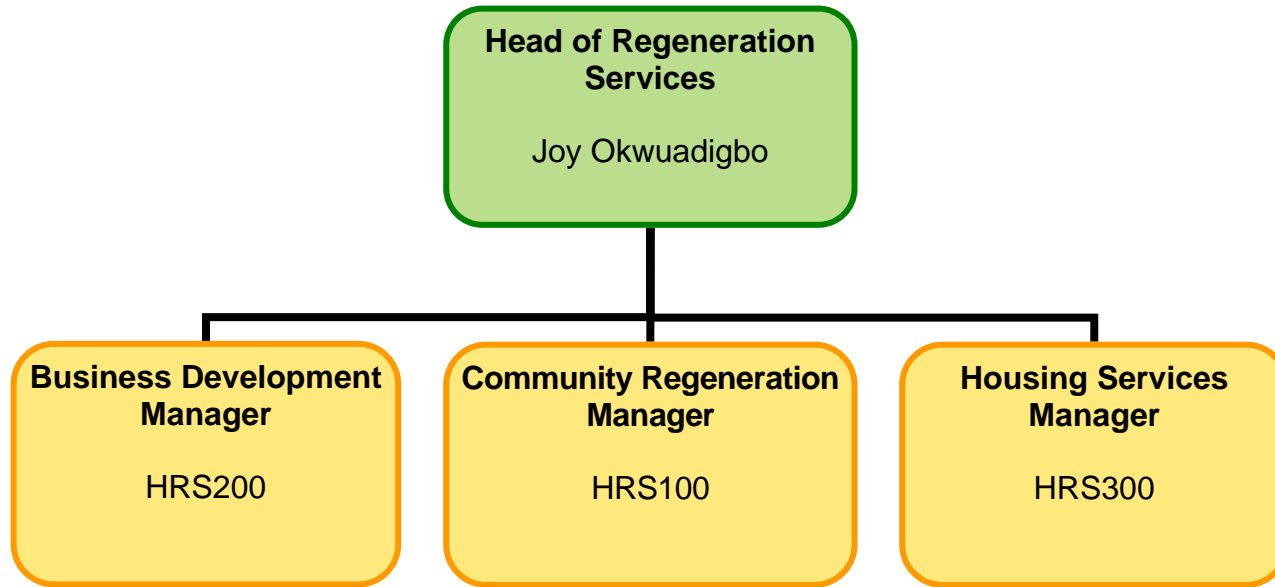 Head of Regeneration
Services
Joy Okwuadigbo
Business Development
Manager
HRS200
Community Regeneration
Manager
HRS100
Housing Services
Manager
HRS300